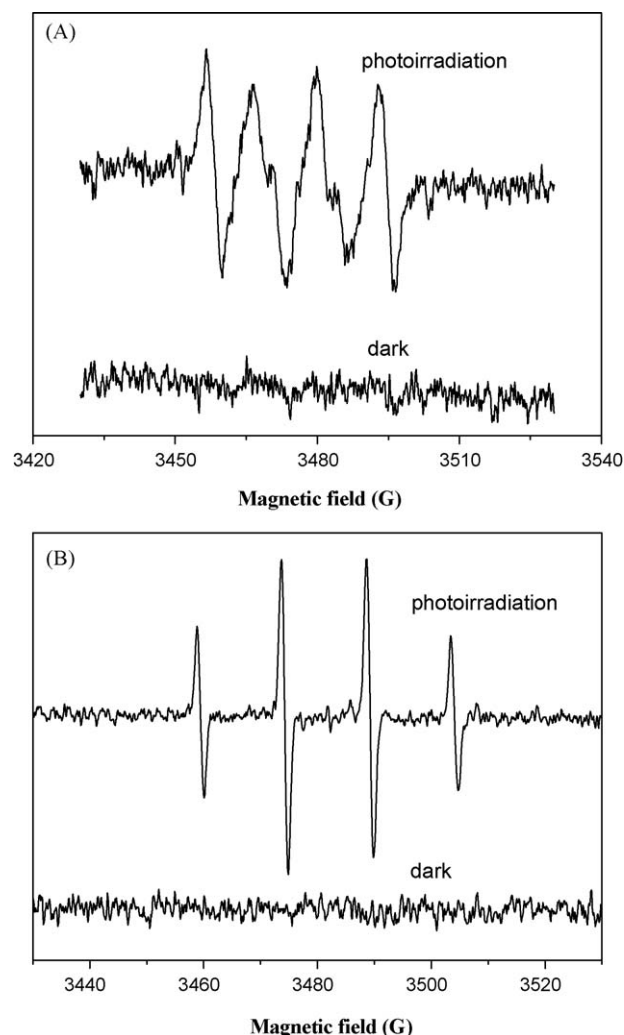 (A)
photoirradiation
dark
3420 3450 3480 3510 3540
Magnetic field (G)
(B)
photoirradiation
dark
3440 3460 3480 3500 3520
Magnetic field (G)